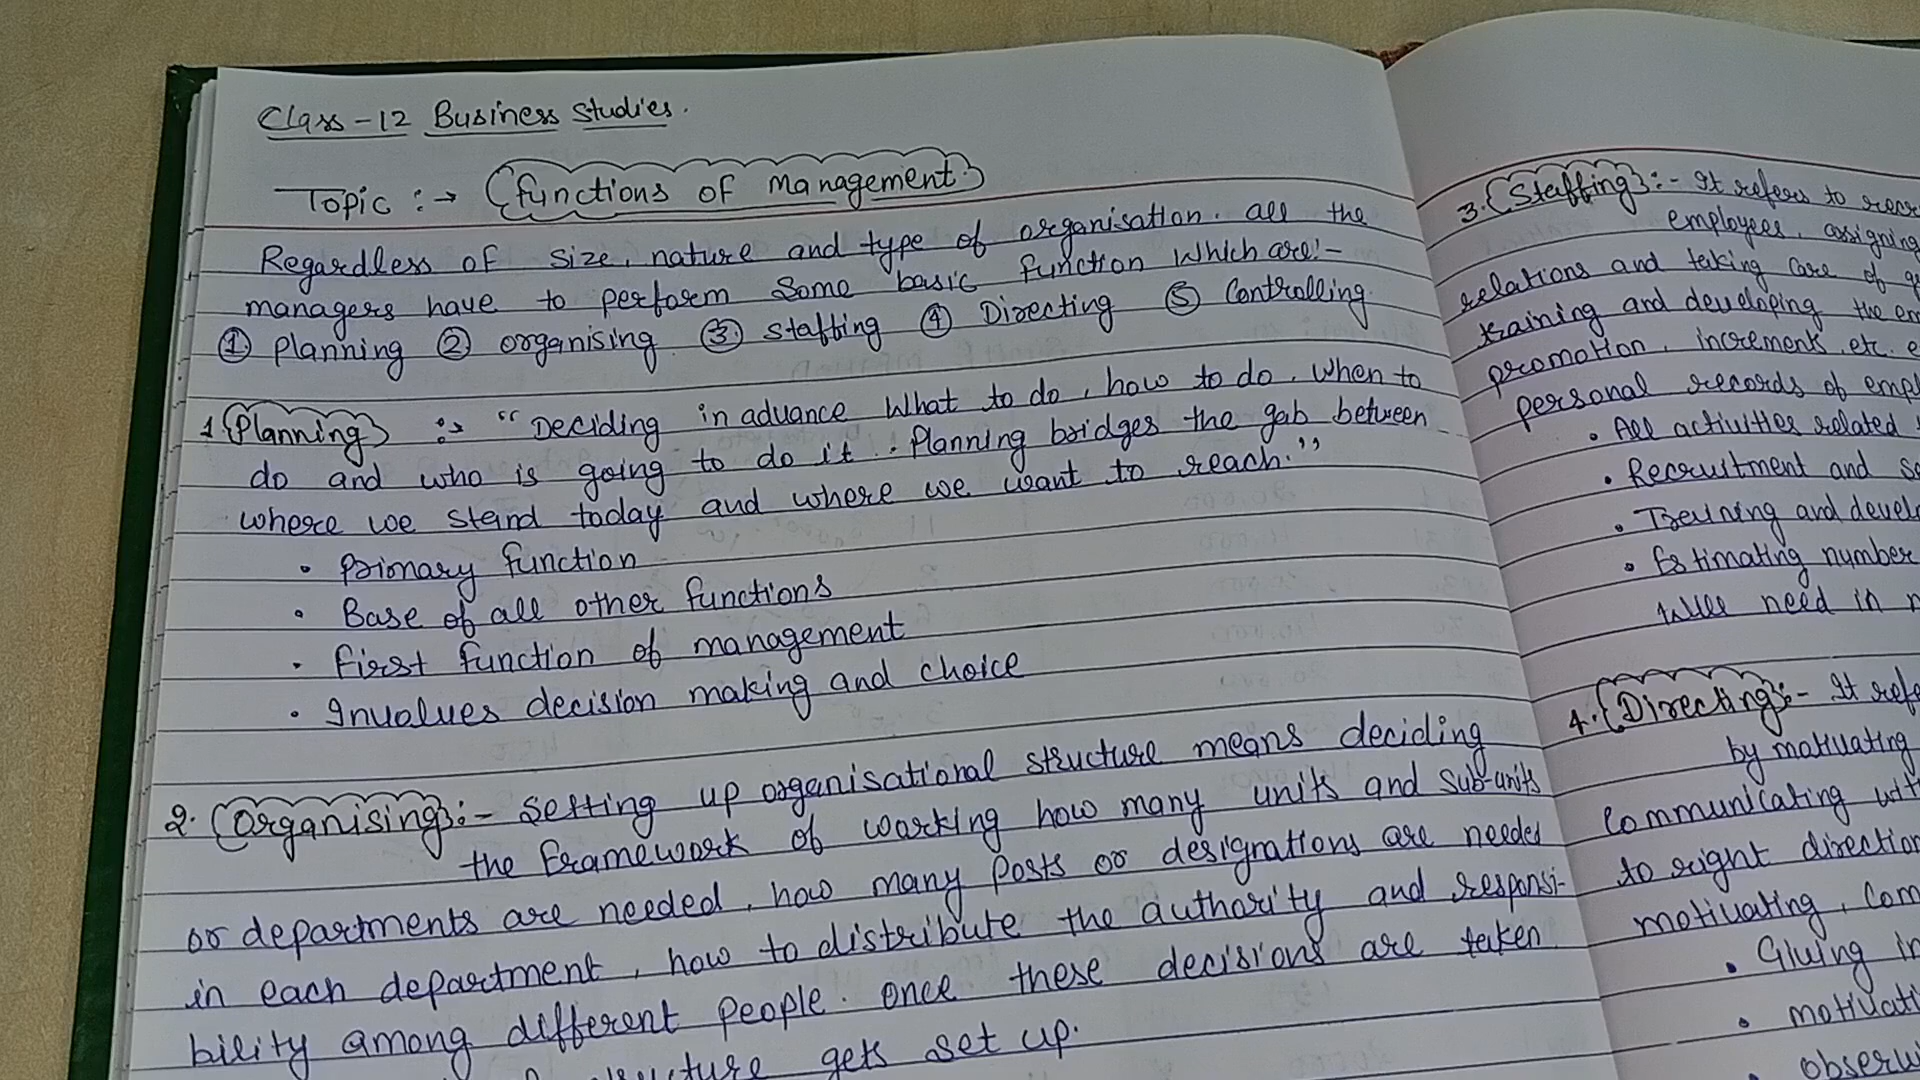 Class-12 Business Studies.
Topic :→ (functions of management)
Regardless of size, nature and type of organisation. all the
managers have to perform Some basic function which are:-
① planning ② organising ③ staffing ④ Directing ⑤ Controlling
1 (Planning) :→ "Deciding in advance What to do, how to do. When to
do and who is going to do it. Planning bridges the gab between
where we stand today and where we want to reach."
• primary function
• Base of all other functions
• first function of management
• Involues decision making and choice
2. (organising):- Setting up organisational structure means deciding
the framework of working how many units and sub-units
or departments are needed, how many posts or designations are needed
in each department, how to distribute the authority and responsi-
bility among different people. once these decisions are taken
gets set up.
3. (Staffing):- It refers to
employees, assigning
relations and taking care of
training and developing the
promotion, increment, etc.
personal records of
• All activities related
• Recruitment and
• Training and
• Estimating number
will need in
4. (Directing):- It
by motivating
Communicating
to right
motivating,
• Giving
•
•